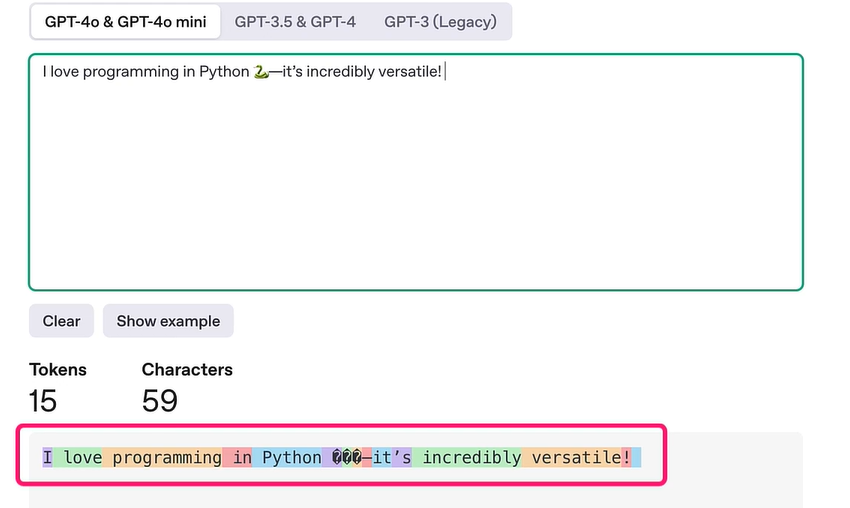 GPT-4o & GPT-4o mini GPT-3.5 & GPT-4 GPT-3 (Legacy)
I love programming in Python 🐍—it’s incredibly versatile!
Clear Show example
Tokens Characters
15 59
I love programming in Python ���—it’s incredibly versatile!